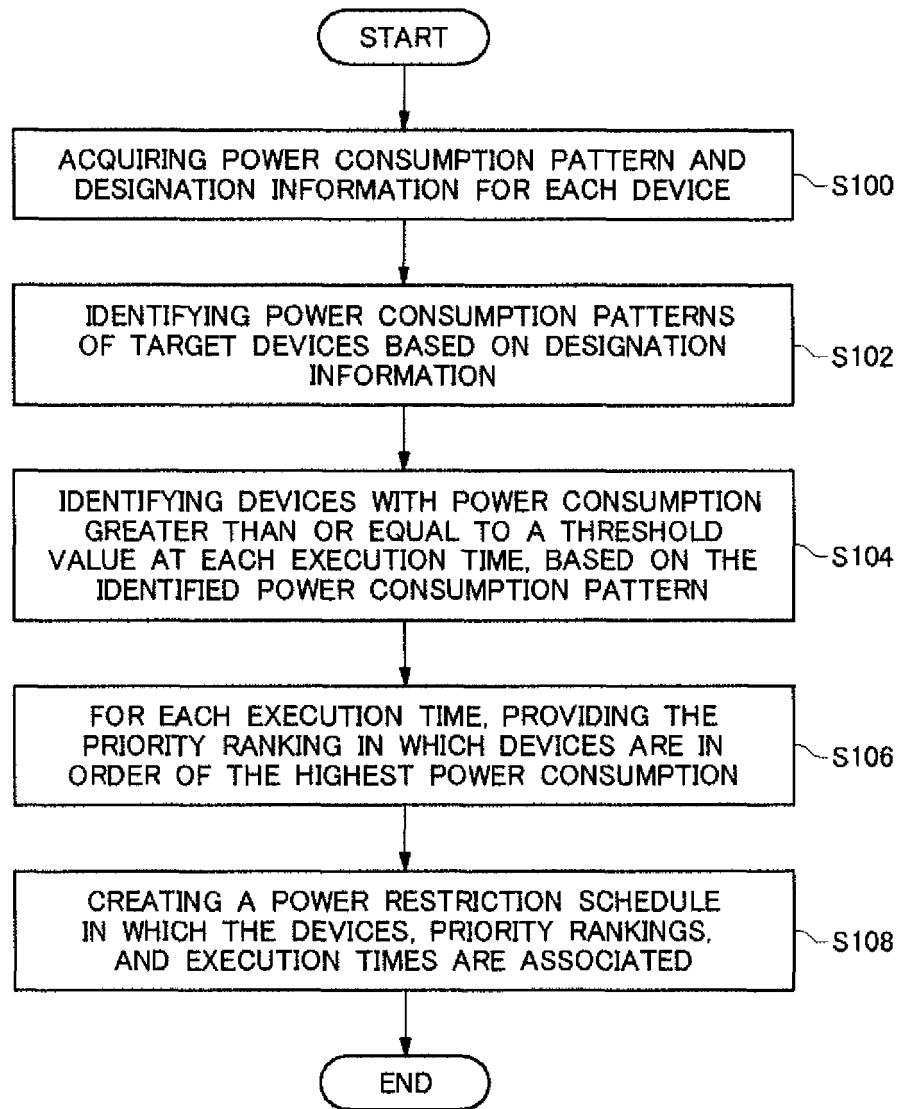 START
ACQUIRING POWER CONSUMPTION PATTERN AND
DESIGNATION INFORMATION FOR EACH DEVICE
S100
IDENTIFYING POWER CONSUMPTION PATTERNS
OF TARGET DEVICES BASED ON DESIGNATION
INFORMATION
S102
IDENTIFYING DEVICES WITH POWER CONSUMPTION
GREATER THAN OR EQUAL TO A THRESHOLD
VALUE AT EACH EXECUTION TIME, BASED ON THE
IDENTIFIED POWER CONSUMPTION PATTERN
S104
FOR EACH EXECUTION TIME, PROVIDING THE
PRIORITY RANKING IN WHICH DEVICES ARE IN
ORDER OF THE HIGHEST POWER CONSUMPTION
S106
CREATING A POWER RESTRICTION SCHEDULE
IN WHICH THE DEVICES, PRIORITY RANKINGS,
AND EXECUTION TIMES ARE ASSOCIATED
S108
END